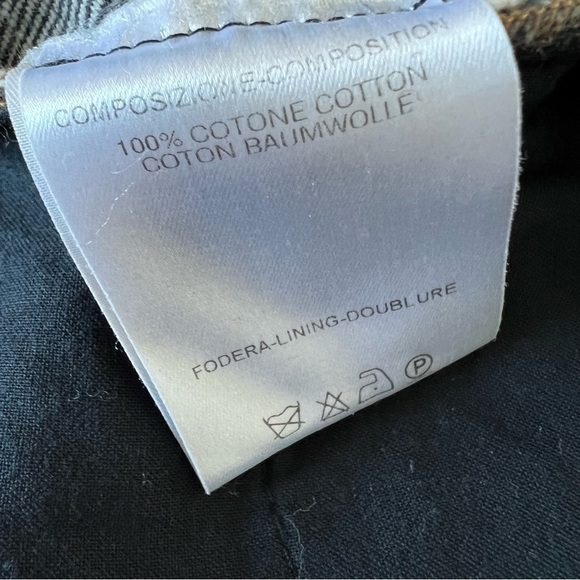 COMPOSIZIONE-COMPOSITION
100% COTONE COTTON
COTON BAUMWOLLE
FODERA-LINING-DOUBLURE
P